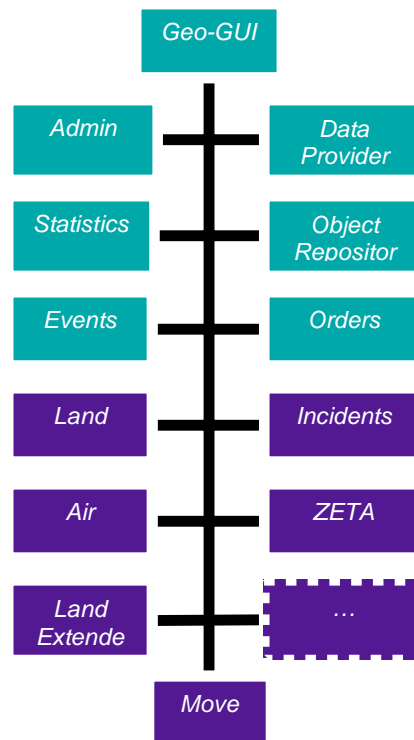 Geo-GUI
Admin
Data
Provider
Statistics
Object
Repositor
Events
Orders
Land
Incidents
Air
ZETA
Land
Extende
…
Move